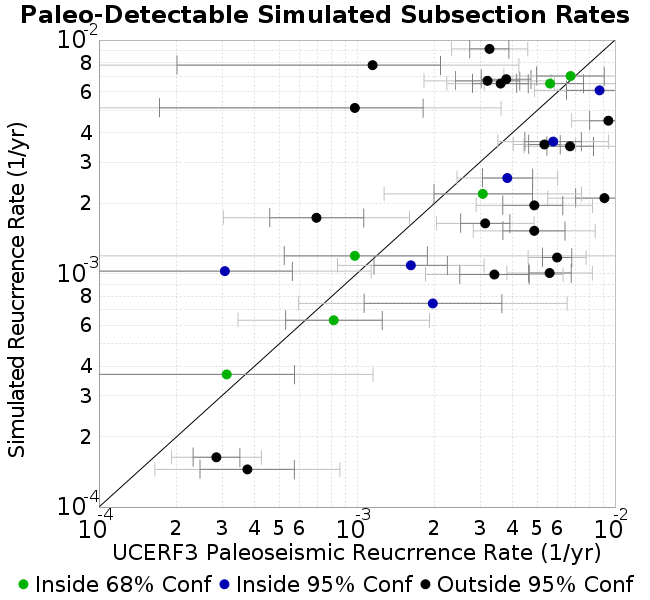 Paleo-Detectable Simulated Subsection Rates
10-2
8
6
4
3
2
10-3
8
6
4
3
2
10-4
Simulated Reucrrence Rate (1/yr)
10-4 2 3 4 5 6 10-3 2 3 4 5 6 10-2
UCERF3 Paleoseismic Reucrrence Rate (1/yr)
Inside 68% Conf Inside 95% Conf Outside 95% Conf